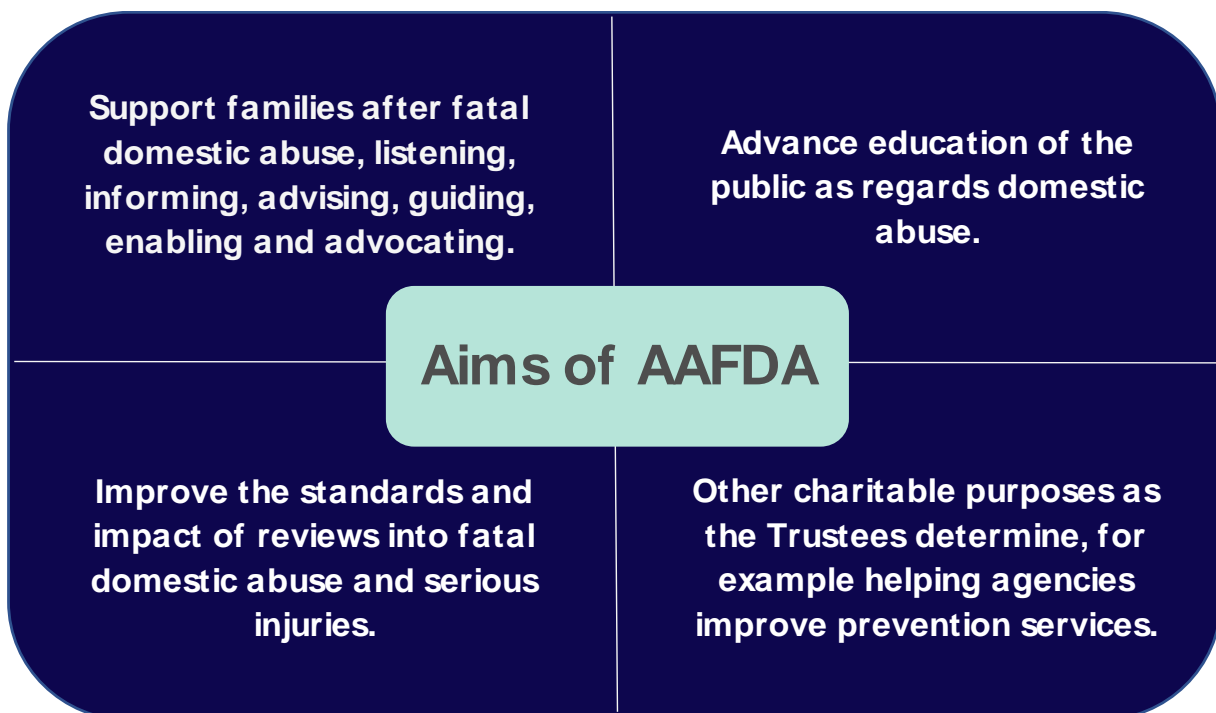 Support families after fatal
domestic abuse, listening,
informing, advising, guiding,
enabling and advocating.
Advance education of the
public as regards domestic
abuse.
Aims of AAFDA
Improve the standards and
impact of reviews into fatal
domestic abuse and serious
injuries.
Other charitable purposes as
the Trustees determine, for
example helping agencies
improve prevention services.